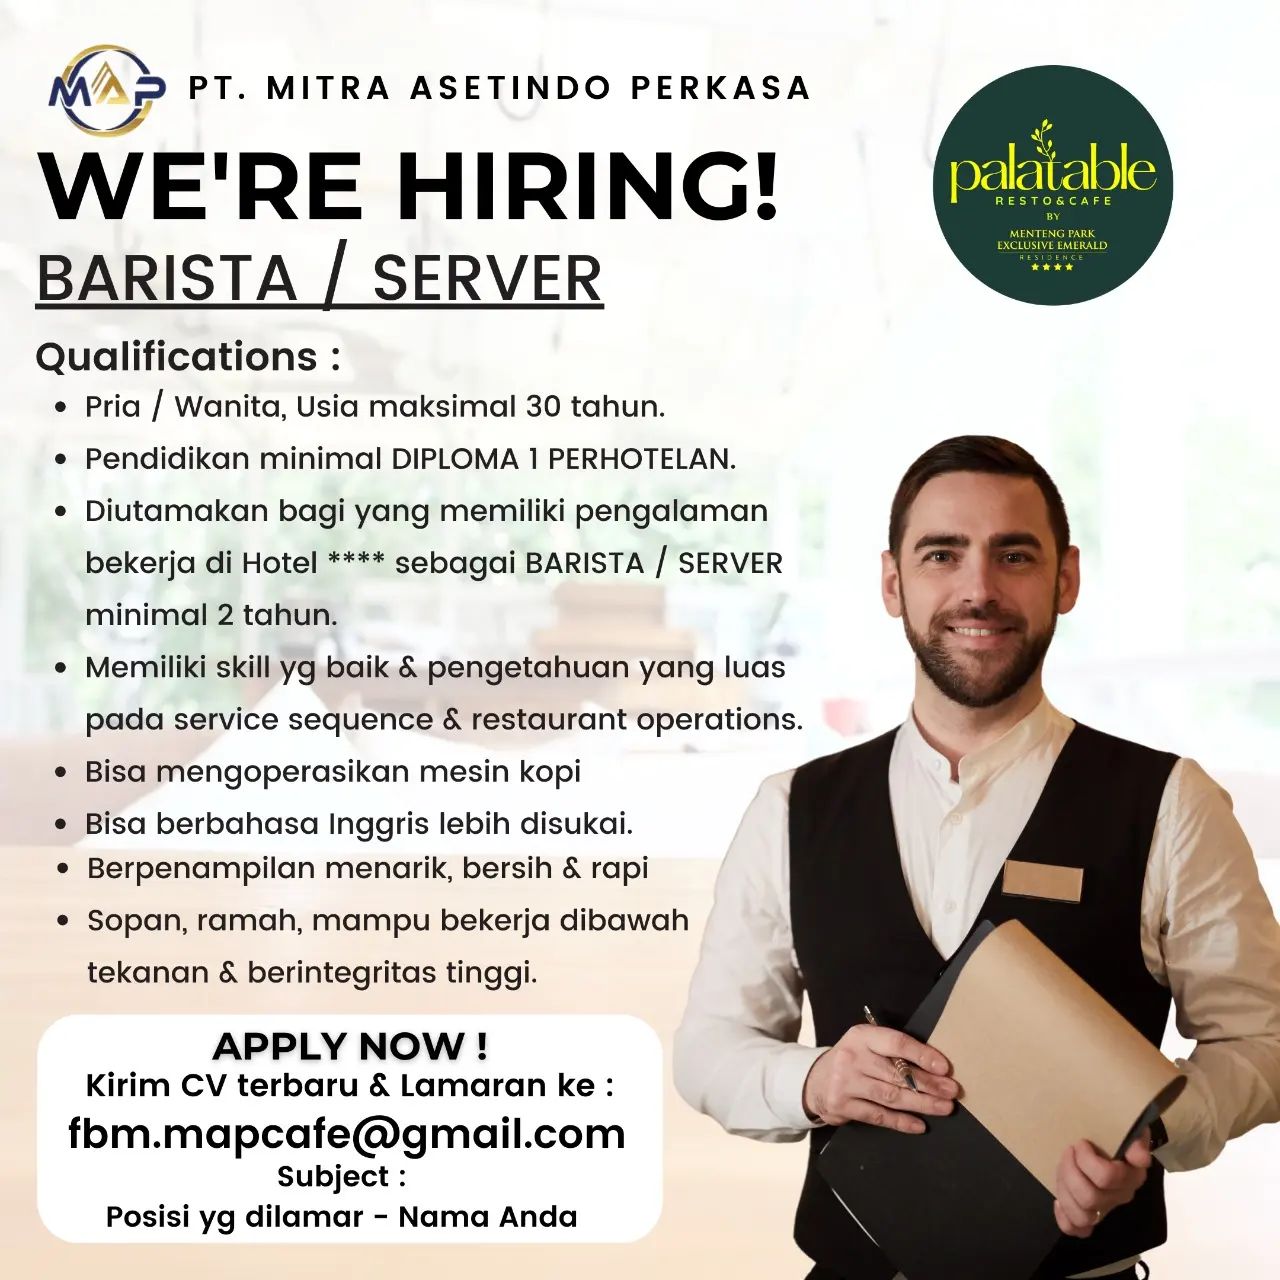 MAP PT. MITRA ASETINDO PERKASA
WE'RE HIRING!
BARISTA / SERVER
palatable
RESTO&CAFE
BY
MENTENG PARK
EXCLUSIVE EMERALD
RESIDENCE
Qualifications :
• Pria / Wanita, Usia maksimal 30 tahun.
• Pendidikan minimal DIPLOMA 1 PERHOTELAN.
• Diutamakan bagi yang memiliki pengalaman
bekerja di Hotel **** sebagai BARISTA / SERVER
minimal 2 tahun.
• Memiliki skill yg baik & pengetahuan yang luas
pada service sequence & restaurant operations.
• Bisa mengoperasikan mesin kopi
• Bisa berbahasa Inggris lebih disukai.
• Berpenampilan menarik, bersih & rapi
• Sopan, ramah, mampu bekerja dibawah
tekanan & berintegritas tinggi.
APPLY NOW !
Kirim CV terbaru & Lamaran ke :
fbm.mapcafe@gmail.com
Subject :
Posisi yg dilamar - Nama Anda